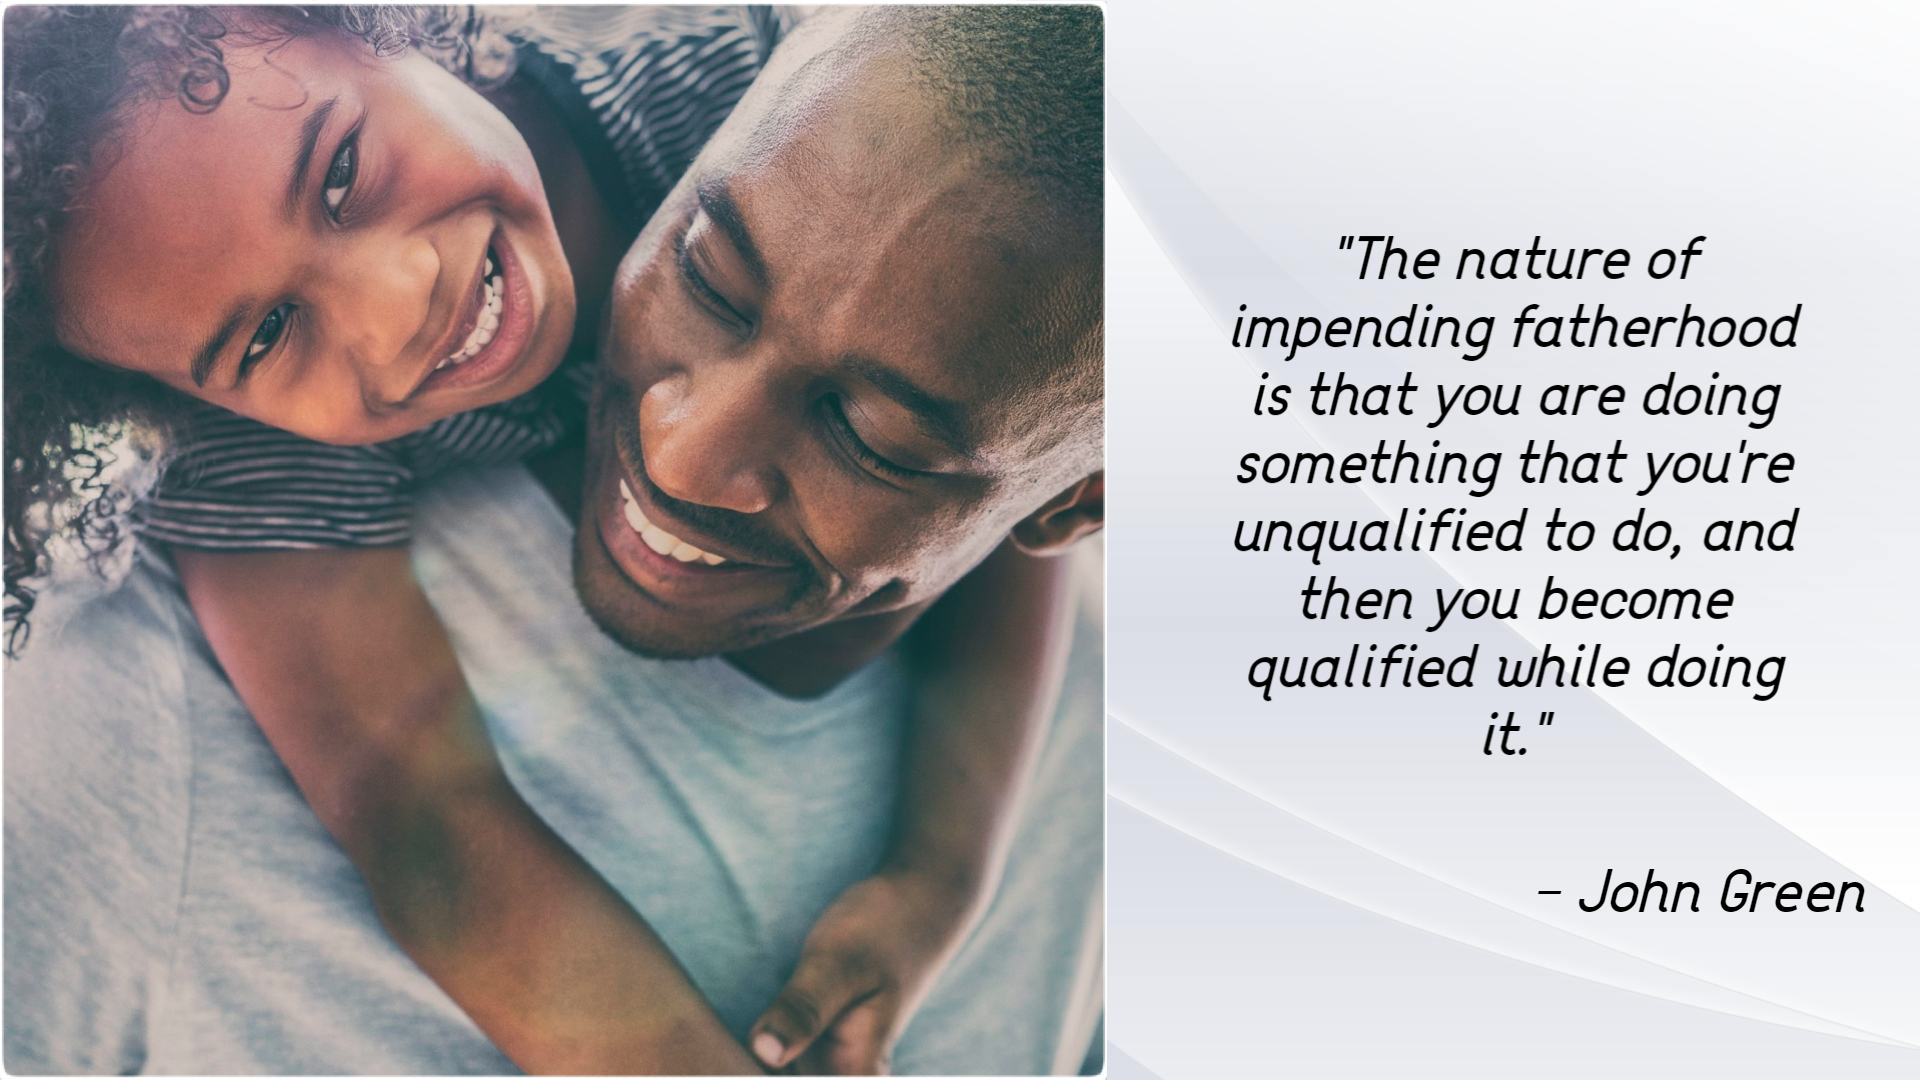 "The nature of
impending fatherhood
is that you are doing
something that you're
unqualified to do, and
then you become
qualified while doing
it."
- John Green